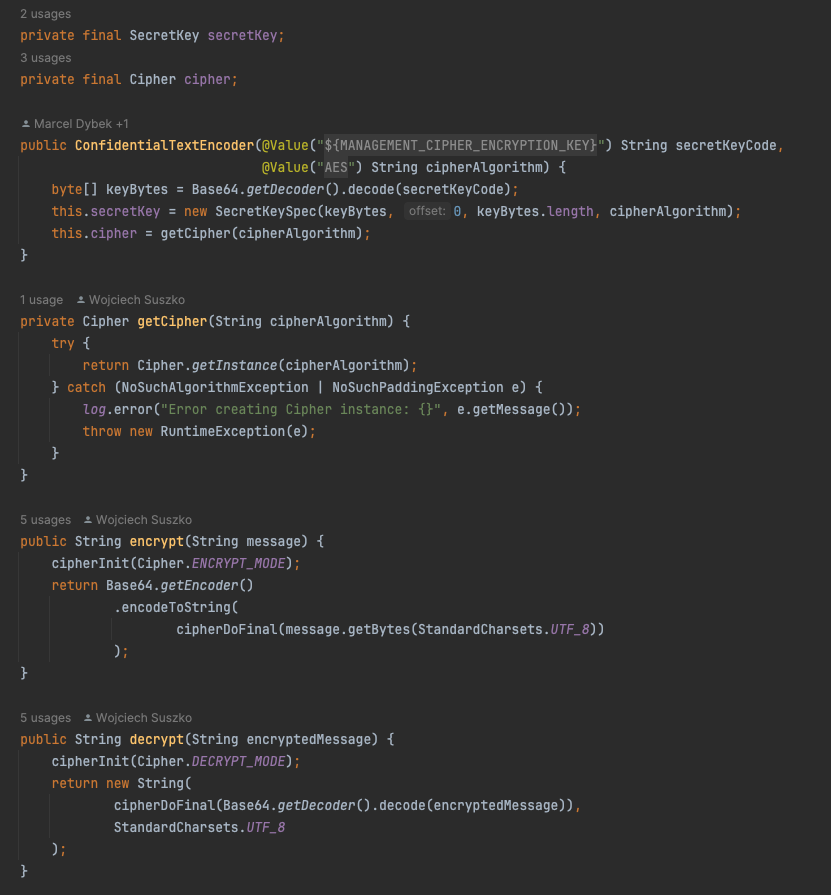 2 usages
private final SecretKey secretKey;
3 usages
private final Cipher cipher;
Marcel Dybek +1
public ConfidentialTextEncoder(@Value("${MANAGEMENT_CIPHER_ENCRYPTION_KEY}") String secretKeyCode,
@Value("AES") String cipherAlgorithm) {
byte[] keyBytes = Base64.getDecoder().decode(secretKeyCode);
this.secretKey = new SecretKeySpec(keyBytes, offset: 0, keyBytes.length, cipherAlgorithm);
this.cipher = getCipher(cipherAlgorithm);
}
1 usage Wojciech Suszko
private Cipher getCipher(String cipherAlgorithm) {
try {
return Cipher.getInstance(cipherAlgorithm);
} catch (NoSuchAlgorithmException | NoSuchPaddingException e) {
log.error("Error creating Cipher instance: {}", e.getMessage());
throw new RuntimeException(e);
}
}
5 usages Wojciech Suszko
public String encrypt(String message) {
cipherInit(Cipher.ENCRYPT_MODE);
return Base64.getEncoder()
.encodeToString(
cipherDoFinal(message.getBytes(StandardCharsets.UTF_8))
);
}
5 usages Wojciech Suszko
public String decrypt(String encryptedMessage) {
cipherInit(Cipher.DECRYPT_MODE);
return new String(
cipherDoFinal(Base64.getDecoder().decode(encryptedMessage)),
StandardCharsets.UTF_8
);
}